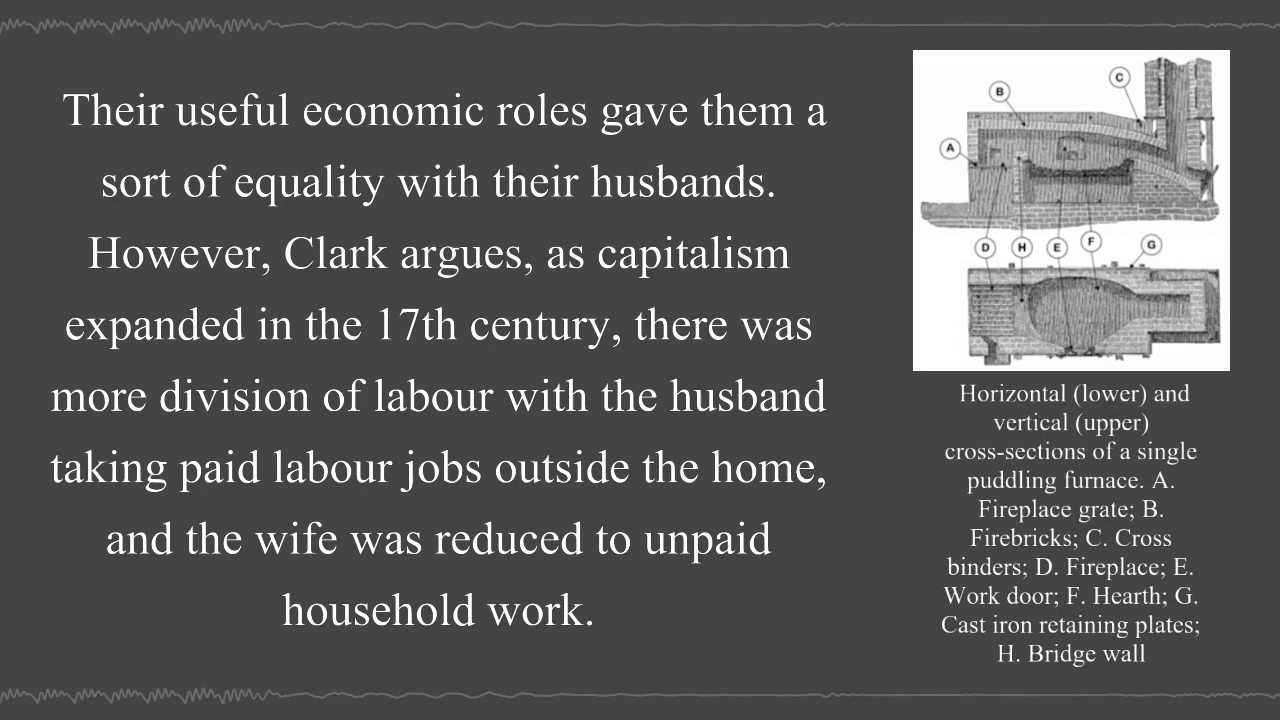 Their useful economic roles gave them a
sort of equality with their husbands.
However, Clark argues, as capitalism
expanded in the 17th century, there was
more division of labour with the husband
taking paid labour jobs outside the home,
and the wife was reduced to unpaid
household work.
C
B
A
D
H
E
F
G
Horizontal (lower) and
vertical (upper)
cross-sections of a single
puddling furnace. A.
Fireplace grate; B.
Firebricks; C. Cross
binders; D. Fireplace; E.
Work door; F. Hearth; G.
Cast iron retaining plates;
H. Bridge wall